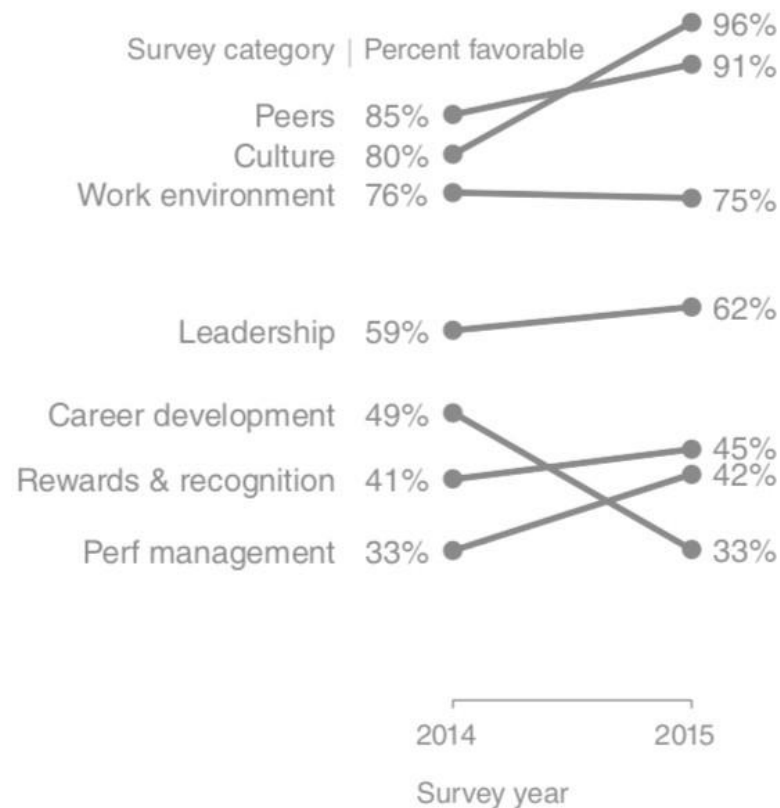 96%
Survey category | Percent favorable
91%
Peers 85%
Culture 80%
Work environment 76% 75%
62%
Leadership 59%
Career development 49%
45%
Rewards & recognition 41% 42%
Perf management 33% 33%
2014 2015
Survey year